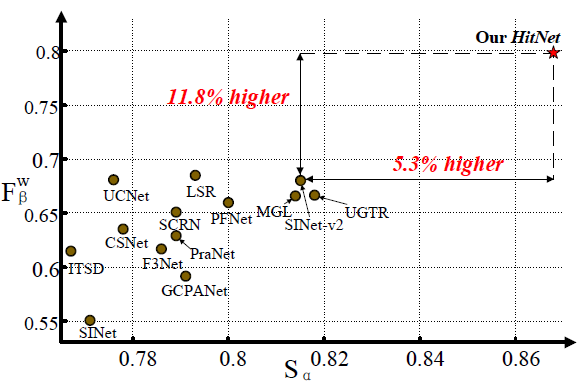 Our HitNet
0.8
11.8% higher
0.75
0.7
5.3% higher
UCNet
LSR
F_β^w
0.65
SCRN
PFNet
MGL
SINet-v2
UGTR
CSNet
PraNet
0.6
ITSD
F3Net
GCPANet
0.55
SINet
0.78
0.8
0.82
0.84
0.86
S_α